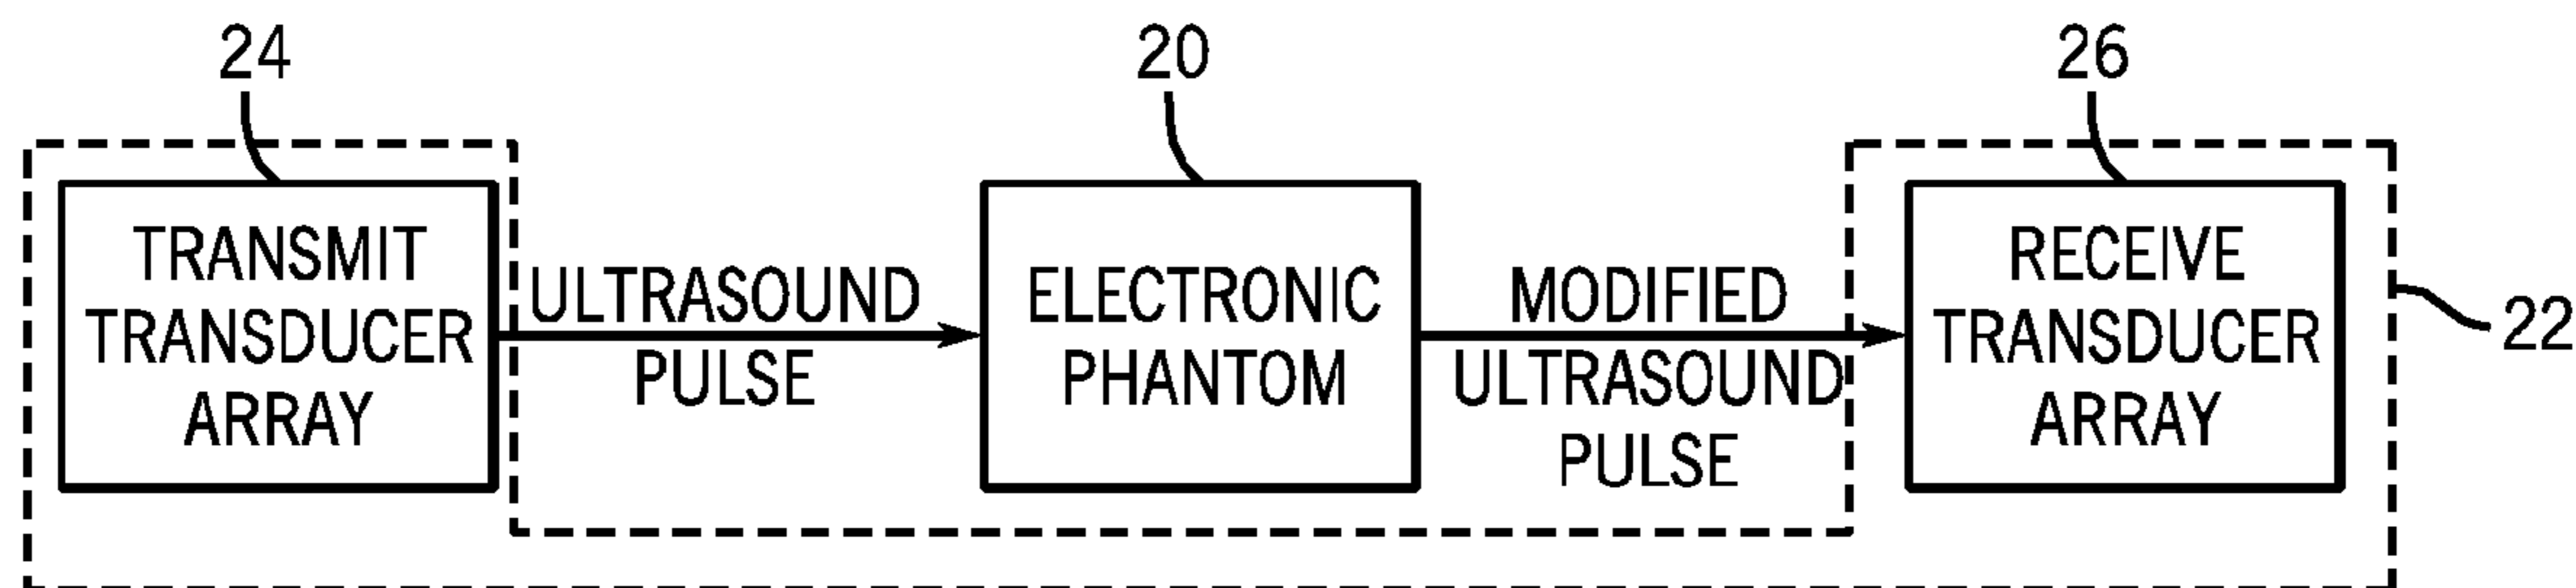 24
20
26
TRANSMIT
TRANSDUCER
ARRAY
ULTRASOUND
PULSE
ELECTRONIC
PHANTOM
MODIFIED
ULTRASOUND
PULSE
RECEIVE
TRANSDUCER
ARRAY
22